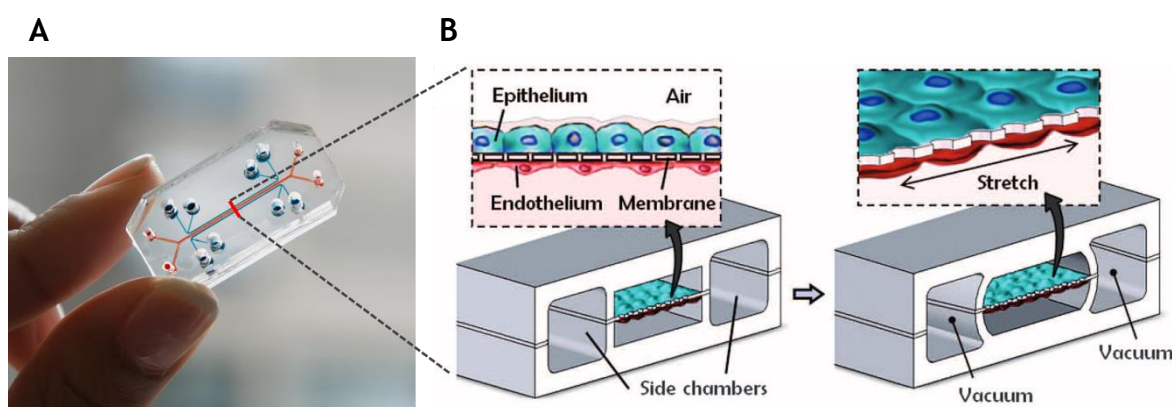 A
B
Epithelium
Air
Endothelium
Membrane
Stretch
Side chambers
Vacuum
Vacuum